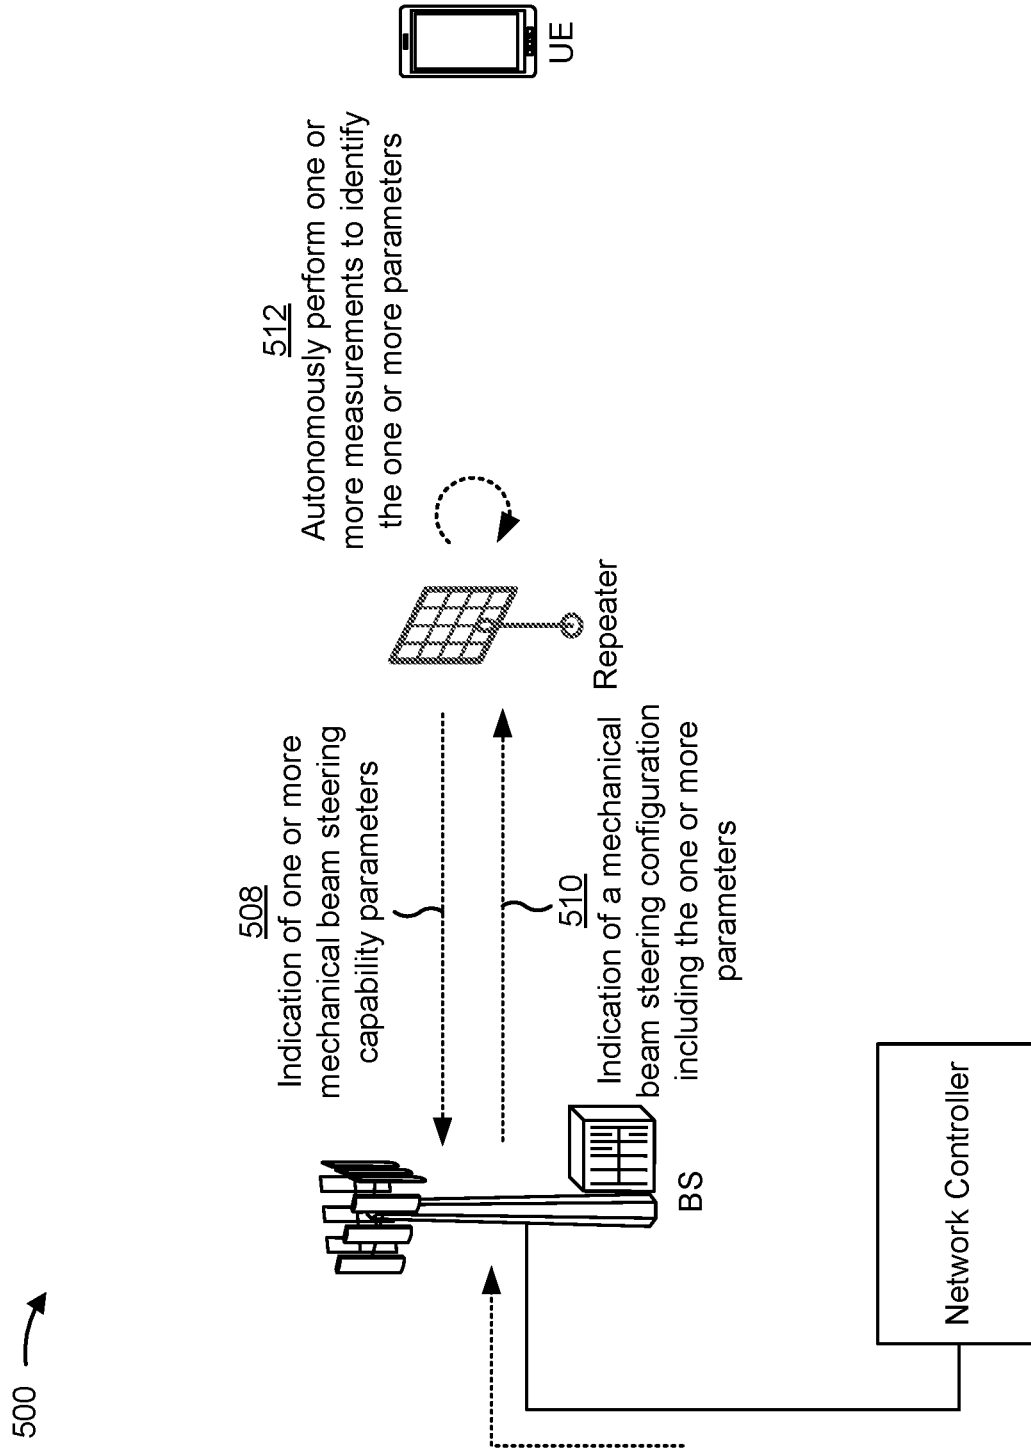 500
508
Indication of one or more
mechanical beam steering
capability parameters
510
Indication of a mechanical
beam steering configuration
including the one or more
parameters
512
Autonomously perform one or
more measurements to identify
the one or more parameters
BS
Repeater
UE
Network Controller